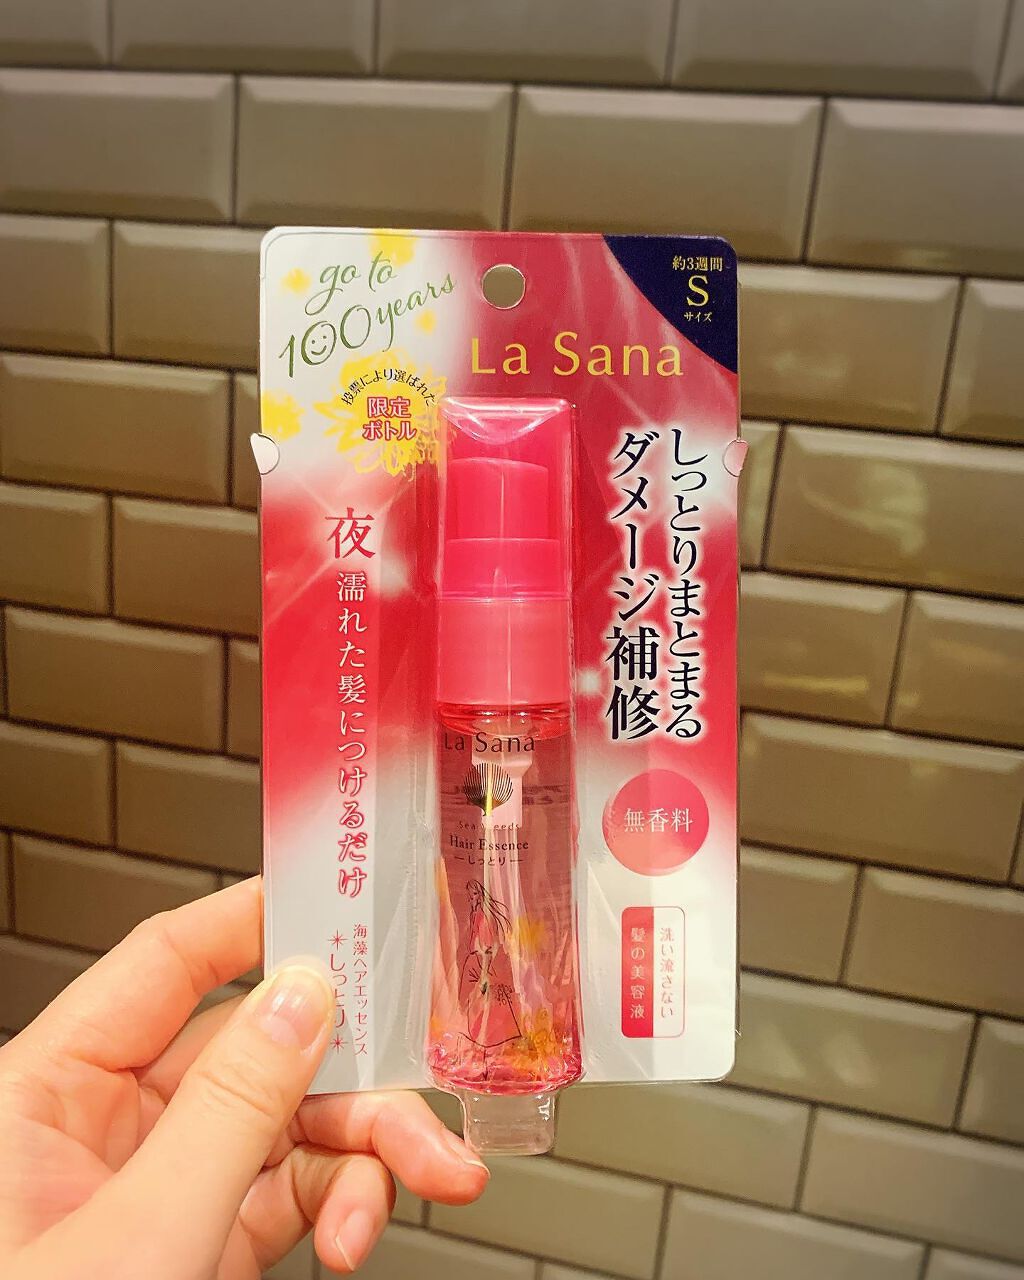 go to
100 years
投票により選ばれた
限定
ボトル
約3週間
S
サイズ
La Sana
しっとりまとまる
ダメージ補修
夜
濡れた髪につけるだけ
無香料
洗い流さない
髪の美容液
海藻ヘアエッセンス
しっとり
La Sana
Sea Weeds
Hair Essence
しっとり